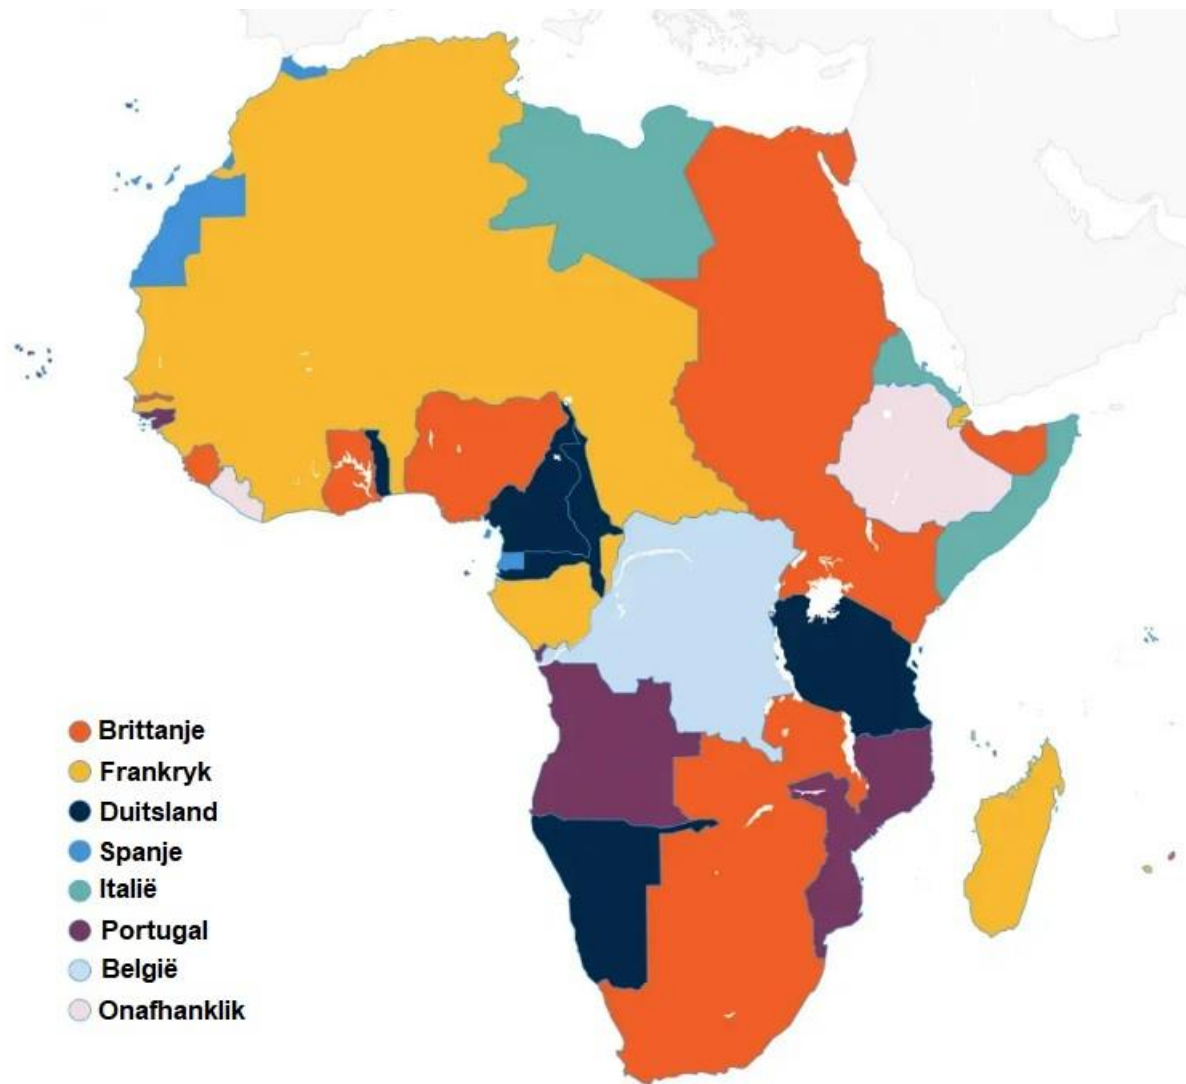 Brittanje
Frankryk
Duitsland
Spanje
Italië
Portugal
België
Onafhanklik